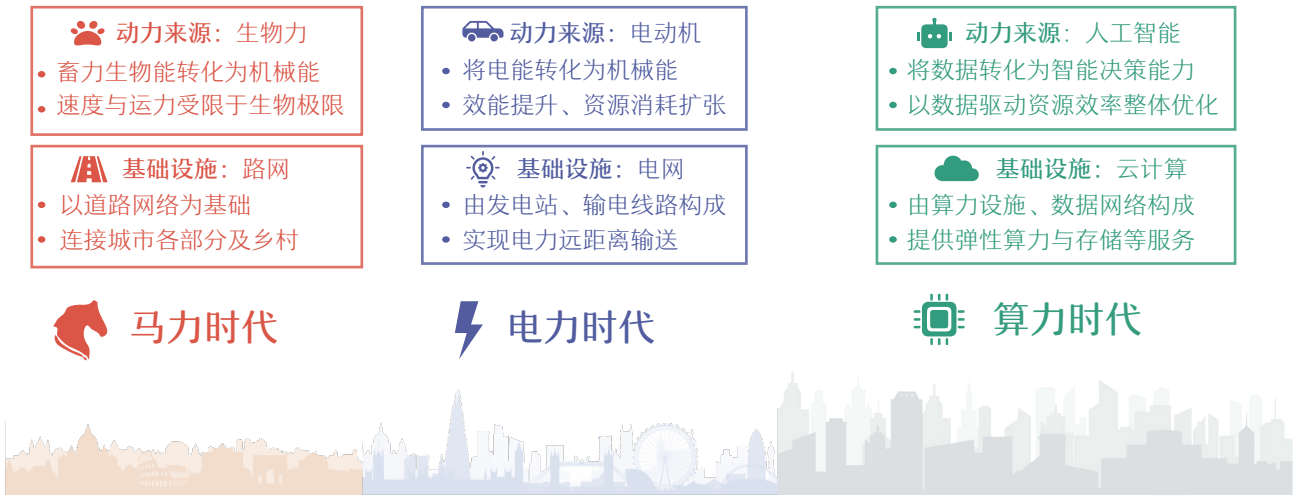 动力来源：生物力
• 畜力生物能转化为机械能
• 速度与运力受限于生物极限
基础设施：路网
• 以道路网络为基础
• 连接城市各部分及乡村
马力时代
动力来源：电动机
• 将电能转化为机械能
• 效能提升、资源消耗扩张
基础设施：电网
• 由发电站、输电线路构成
• 实现电力远距离输送
电力时代
动力来源：人工智能
• 将数据转化为智能决策能力
• 以数据驱动资源效率整体优化
基础设施：云计算
• 由算力设施、数据网络构成
• 提供弹性算力与存储等服务
算力时代